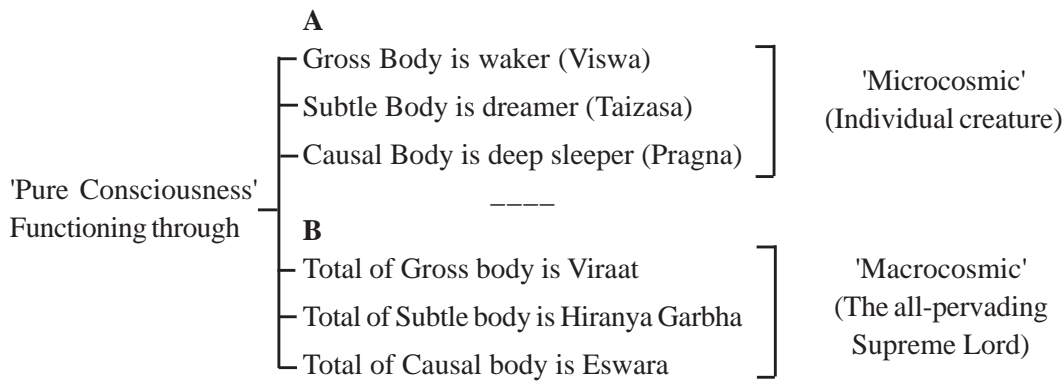 A
Gross Body is waker (Viswa)
Subtle Body is dreamer (Taizasa)
Causal Body is deep sleeper (Pragna)
'Microcosmic'
(Individual creature)
'Pure Consciousness'
Functioning through
––––
B
Total of Gross body is Viraat
Total of Subtle body is Hiranya Garbha
Total of Causal body is Eswara
'Macrocosmic'
(The all-pervading
Supreme Lord)